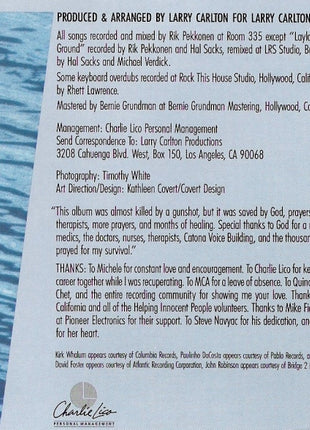 PRODUCED & ARRANGED BY LARRY CARLTON FOR LARRY CARLTON
All songs recorded and mixed by Rik Pekkonen at Room 335 except "Layl
Ground" recorded by Rik Pekkonen and Hal Sacks, remixed at LRS Studio, Bu
by Hal Sacks and Michael Verdick.
Some keyboard overdubs recorded at Rock This House Studio, Hollywood, Calif
by Rhett Lawrence.
Mastered by Bernie Grundman at Bernie Grundman Mastering, Hollywood, Ca
Management: Charlie Lico Personal Management
Send Correspondence To: Larry Carlton Productions
3208 Cahuenga Blvd. West, Box 150, Los Angeles, CA 90068
Photography: Timothy White
Art Direction/Design: Kathleen Covert/Covert Design
"This album was almost killed by a gunshot, but it was saved by God, prayers
therapists, more prayers, and months of healing. Special thanks to God for a n
medics, the doctors, nurses, therapists, Catona Voice Building, and the thousan
prayed for my survival."
THANKS: To Michele for constant love and encouragement. To Charlie Lico for ke
career together while I was recuperating. To MCA for a leave of absence. To Quinc
Chet, and the entire recording community for showing me your love. Thank
California and all of the Helping Innocent People volunteers. Thanks to Mike Fi
at Pioneer Electronics for their support. To Steve Navyac for his dedication, and
for her heart.
Kirk Whalum appears courtesy of Columbia Records, Paulinho DaCosta appears courtesy of Pablo Records, a
David Foster appears courtesy of Atlantic Recording Corporation, John Robinson appears courtesy of Bridge 2
Charlie Lico
PERSONAL MANAGEMENT